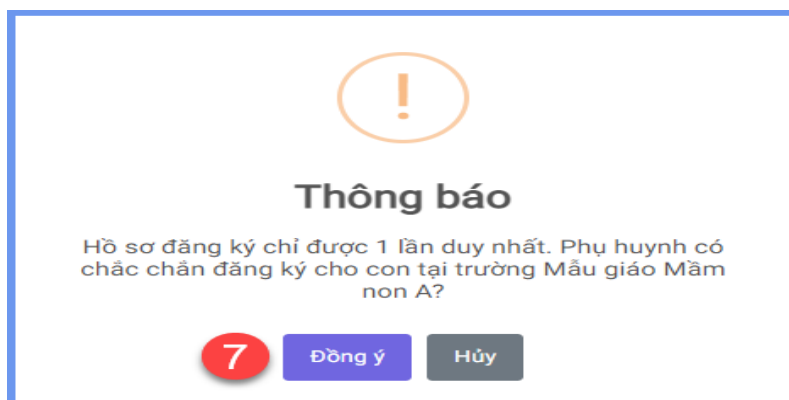 !
Thông báo
Hồ sơ đăng ký chỉ được 1 lần duy nhất. Phụ huynh có
chắc chắn đăng ký cho con tại trường Mẫu giáo Mầm
non A?
7 Đồng ý Hủy